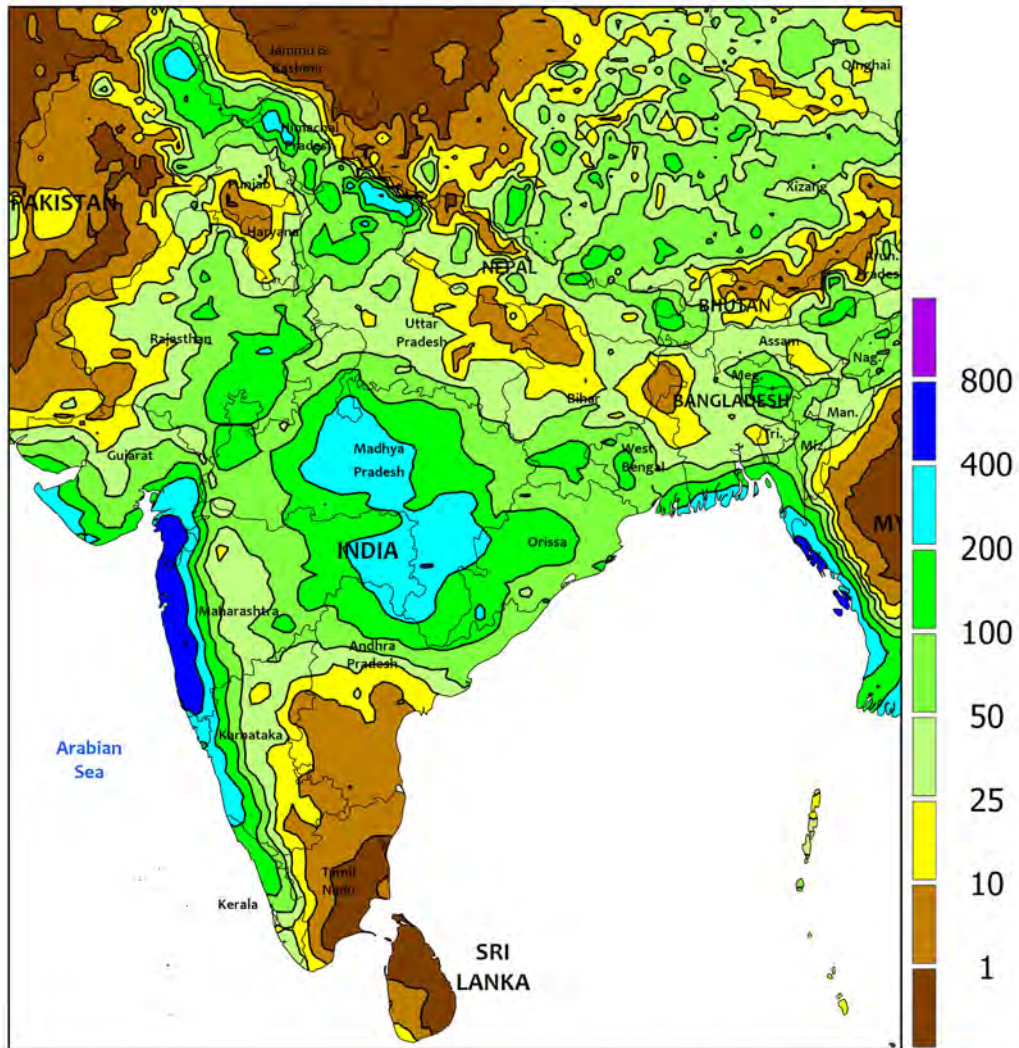 Jammu &
Kashmir
Qinghai
Himachal
Pradesh
Punjab
PAKISTAN
Xizang
Haryana
Arun.
Prades
NEPAL
BHUTAN
Uttar
Pradesh
Rajasthan
Assam
Nag.
Meg.
800
Bihar
BANGLADESH
Man.
Tri.
Miz.
Madhya
Pradesh
West
Bengal
Gujarat
400
MY
Orissa
INDIA
200
Maharashtra
100
Andhra
Pradesh
50
Karnataka
Arabian
Sea
25
Tamil
Nadu
10
Kerala
SRI
LANKA
1